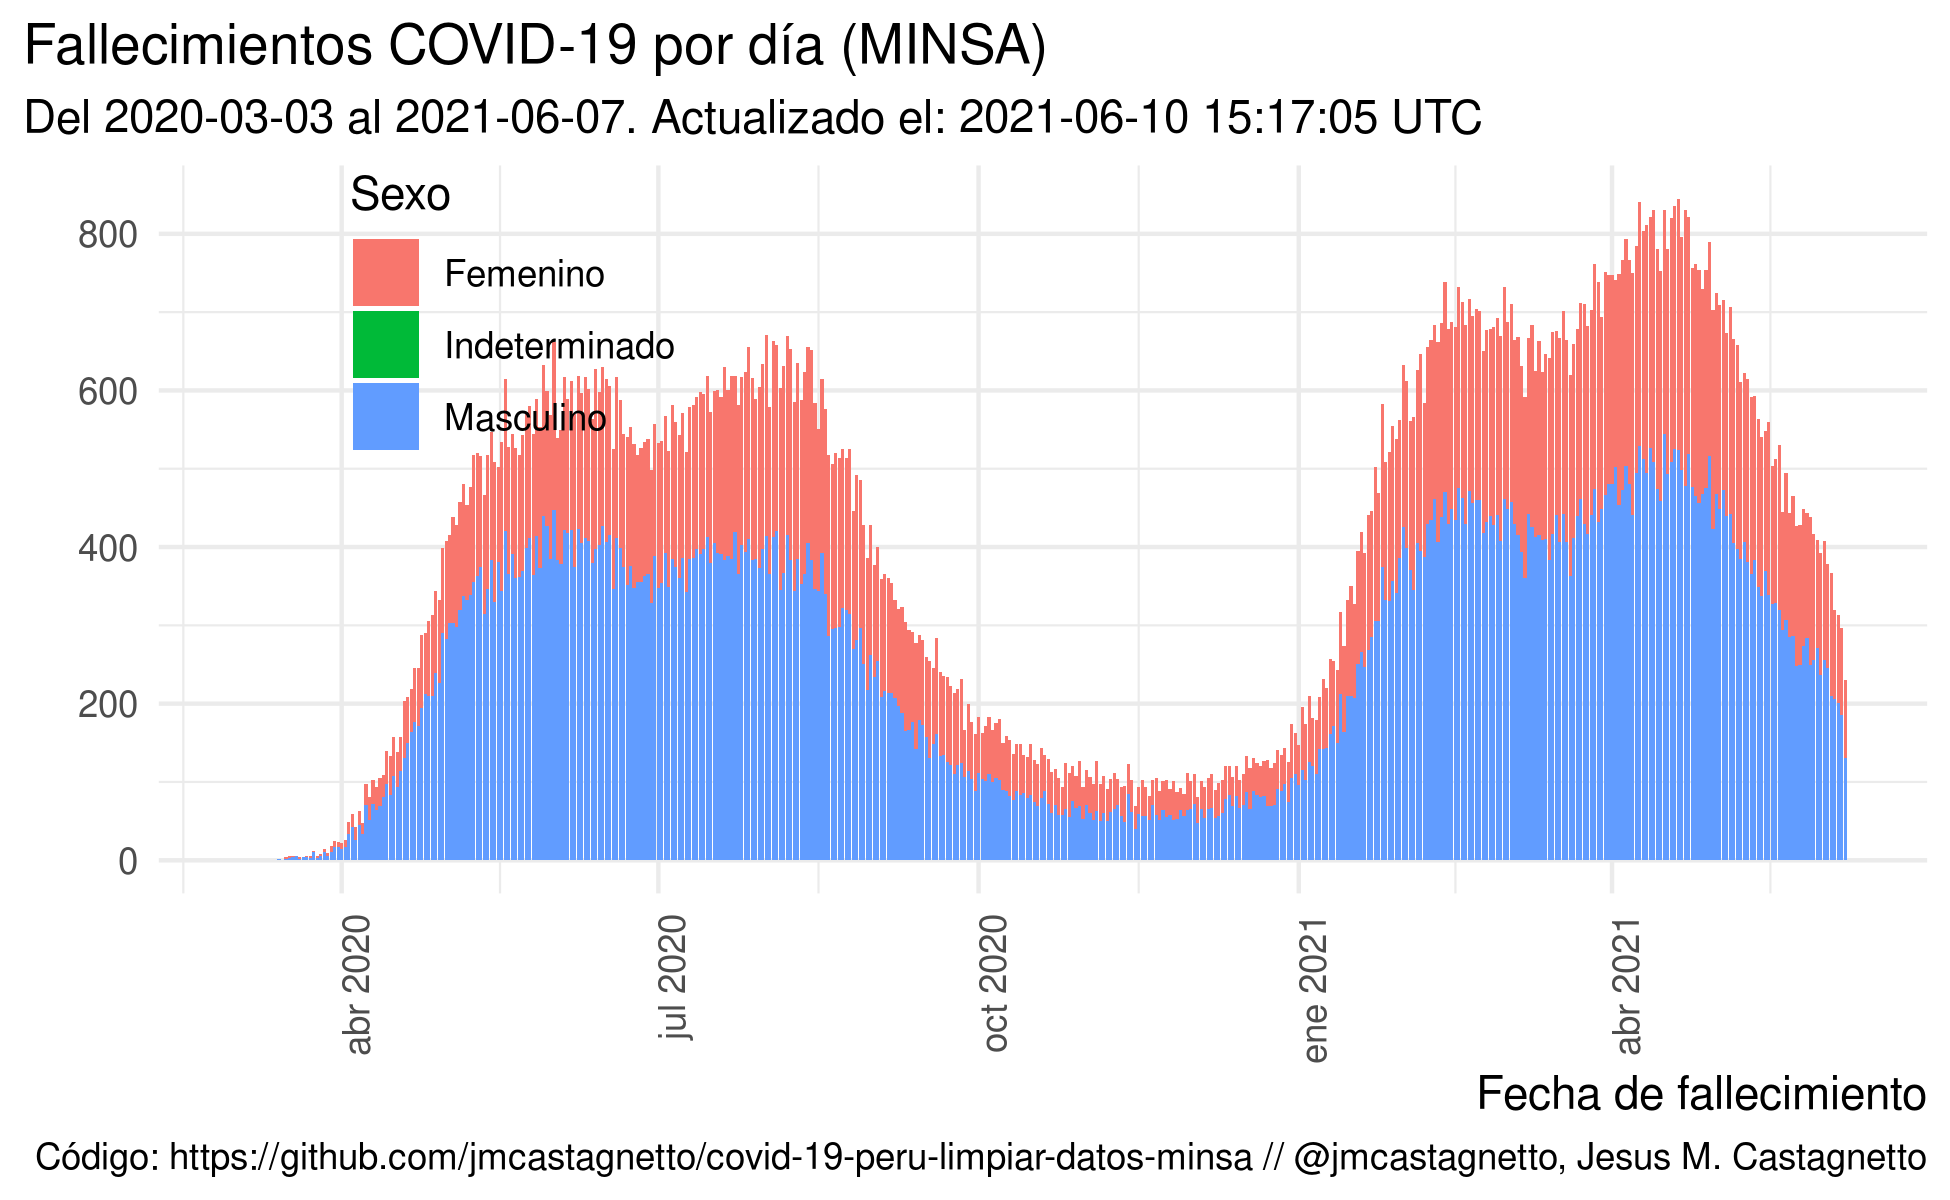 Fallecimientos COVID-19 por día (MINSA)
Del 2020-03-03 al 2021-06-07. Actualizado el: 2021-06-10 15:17:05 UTC
Sexo
Femenino
Indeterminado
Masculino
800
600
400
200
0
abr 2020
jul 2020
oct 2020
ene 2021
abr 2021
Fecha de fallecimiento
Código: https://github.com/jmcastagnetto/covid-19-peru-limpiar-datos-minsa // @jmcastagnetto, Jesus M. Castagnetto